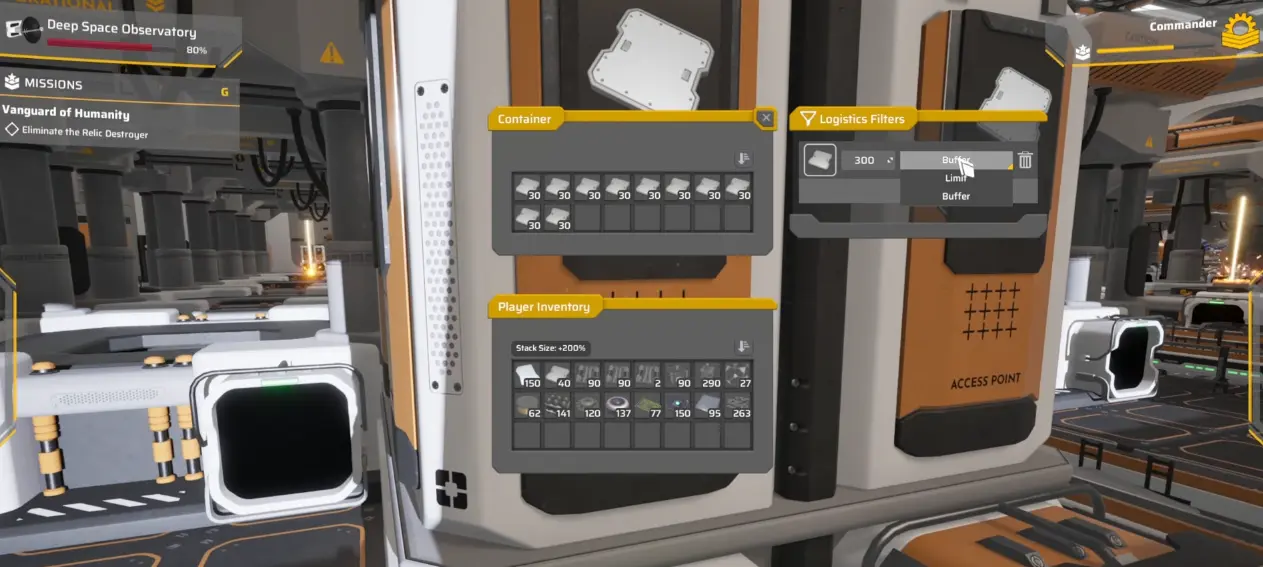 Deep Space Observatory
80%
MISSIONS
G
Vanguard of Humanity
Eliminate the Relic Destroyer
Commander
Container
30 30 30 30 30 30 30 30
30 30
Logistics Filters
300
Buffer
Limit
Buffer
Player Inventory
Stack Size: +200%
150 40 90 90 2 90 290 27
62 141 120 137 77 150 95 263
ACCESS POINT